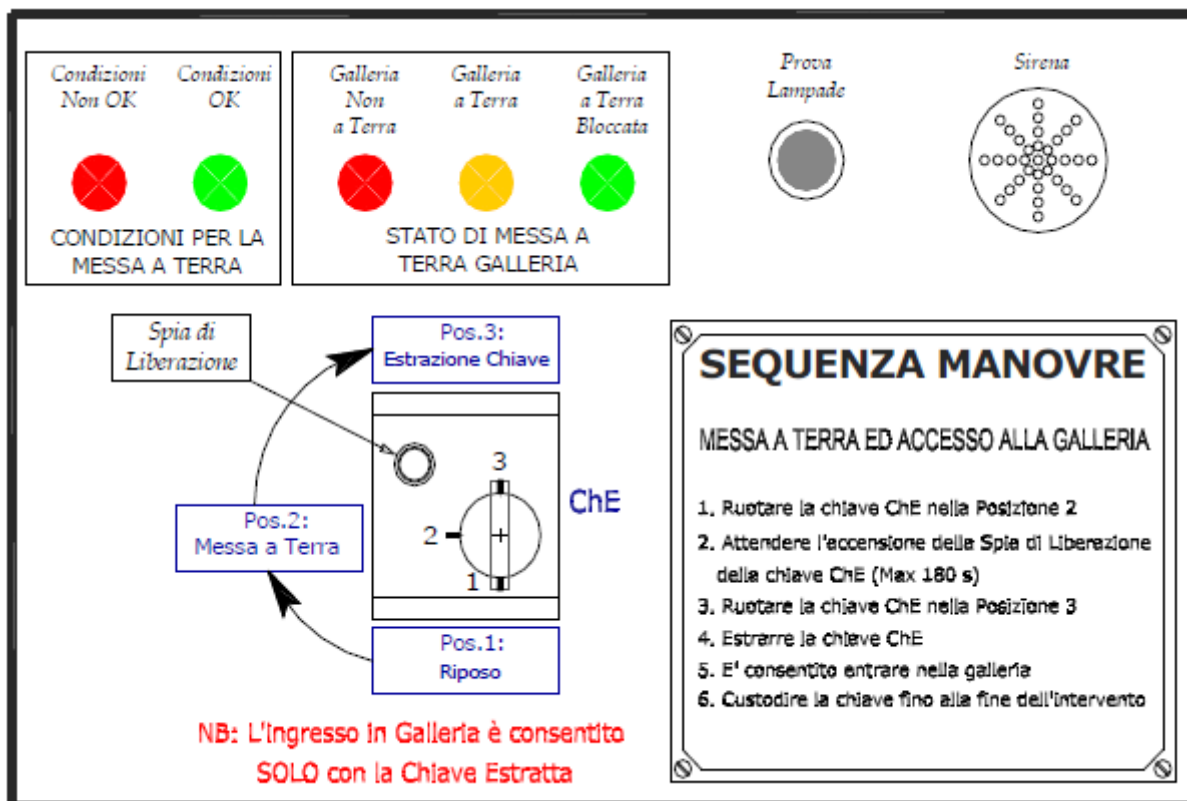 Condizioni
Non OK
Condizioni
OK
CONDIZIONI PER LA
MESSA A TERRA
Galleria
Non
a Terra
Galleria
a Terra
Galleria
a Terra
Bloccata
STATO DI MESSA A
TERRA GALLERIA
Prova
Lampade
Sirena
Spia di
Liberazione
Pos.3:
Estrazione Chiave
Pos.2:
Messa a Terra
3
2
1
ChE
Pos.1:
Riposo
NB: L'ingresso in Galleria è consentito
SOLO con la Chiave Estratta
SEQUENZA MANOVRE
MESSA A TERRA ED ACCESSO ALLA GALLERIA
1. Ruotare la chiave ChE nella Posizione 2
2. Attendere l'accensione della Spia di Liberazione
della chiave ChE (Max 180 s)
3. Ruotare la chiave ChE nella Posizione 3
4. Estrarre la chiave ChE
5. E' consentito entrare nella galleria
6. Custodire la chiave fino alla fine dell'intervento